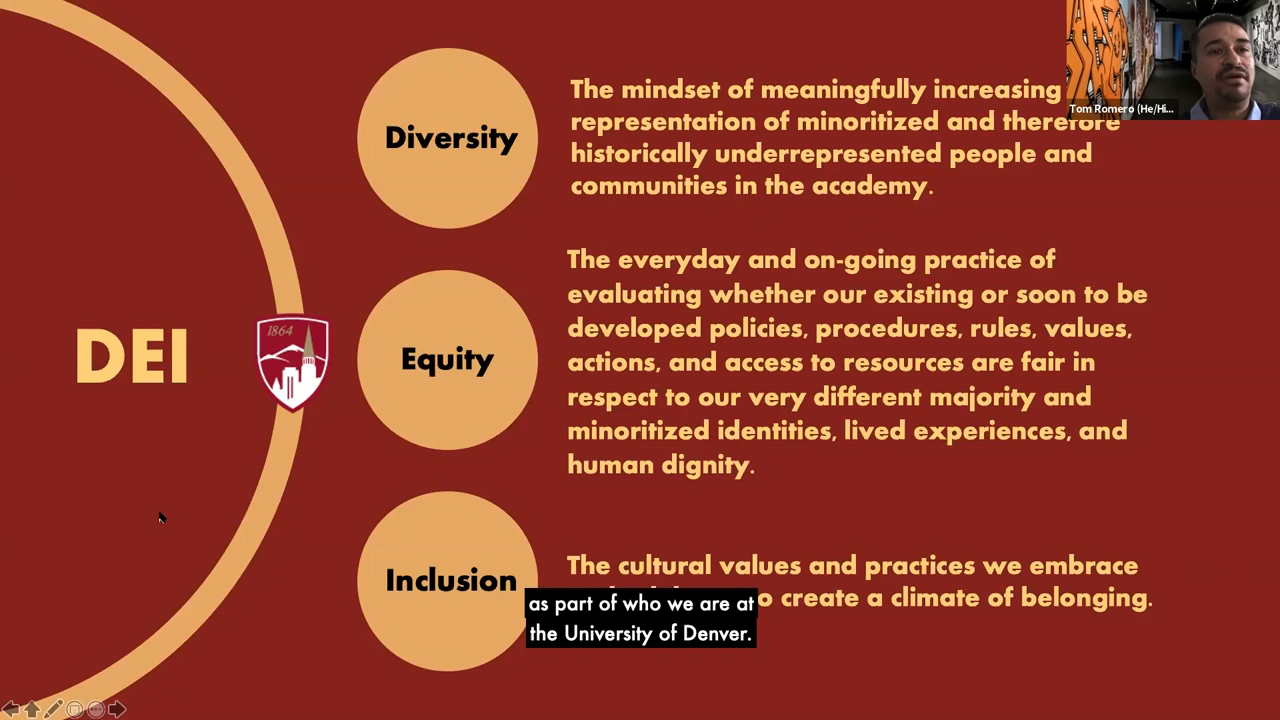 Diversity
The mindset of meaningfully increasing
representation of minoritized and therefore
historically underrepresented people and
communities in the academy.
Tom Romero (He/Hi...
DEI
1864
Equity
The everyday and on-going practice of
evaluating whether our existing or soon to be
developed policies, procedures, rules, values,
actions, and access to resources are fair in
respect to our very different majority and
minoritized identities, lived experiences, and
human dignity.
Inclusion
The cultural values and practices we embrace
to create a climate of belonging.
as part of who we are at
the University of Denver.